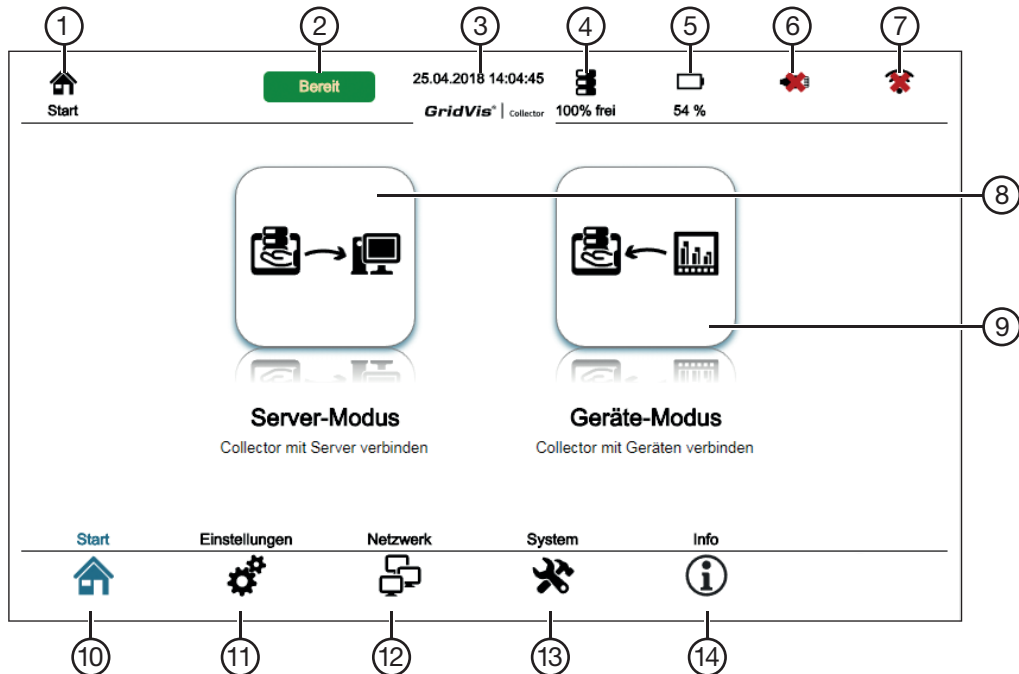 1 2 3 4 5 6 7
Bereit 25.04.2018 14:04:45
Start GridVis® | Collector 100% frei 54 %
8
9
Server-Modus Geräte-Modus
Collector mit Server verbinden Collector mit Geräten verbinden
Start Einstellungen Netzwerk System Info
10 11 12 13 14